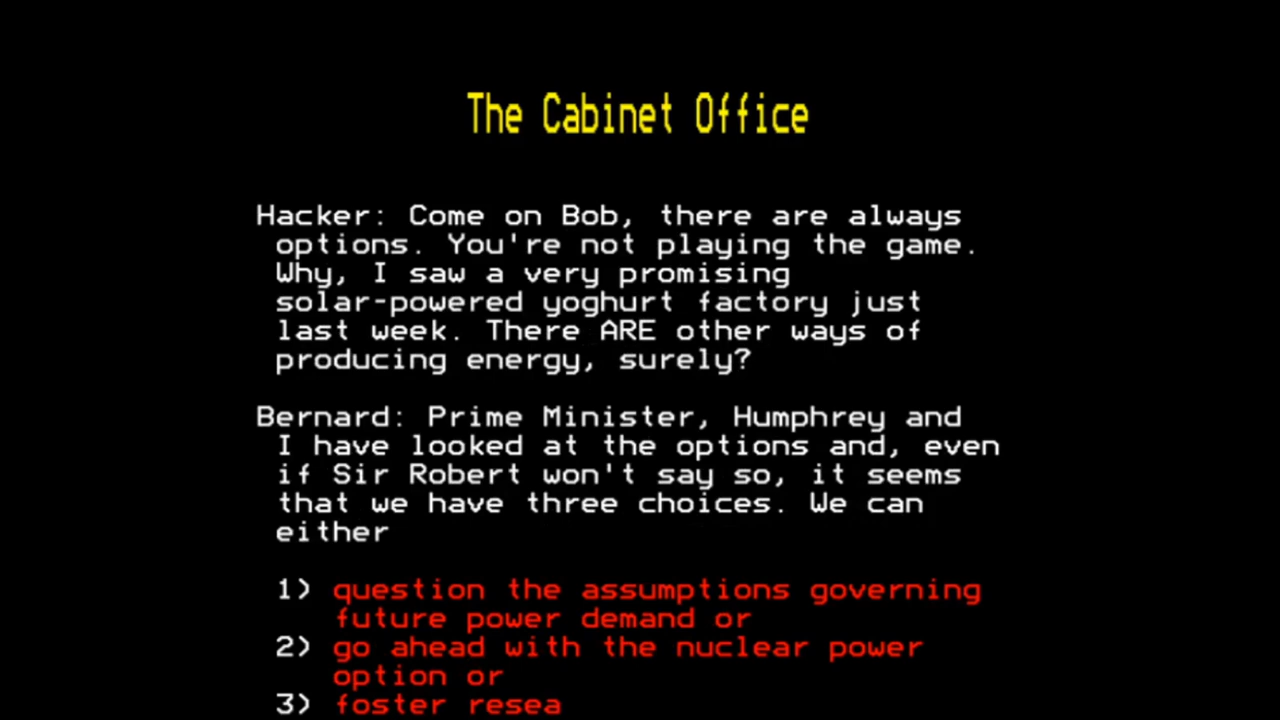 The Cabinet Office
Hacker: Come on Bob, there are always
options. You're not playing the game.
Why, I saw a very promising
solar-powered yoghurt factory just
last week. There ARE other ways of
producing energy, surely?
Bernard: Prime Minister, Humphrey and
I have looked at the options and, even
if Sir Robert won't say so, it seems
that we have three choices. We can
either
1) question the assumptions governing
future power demand or
2) go ahead with the nuclear power
option or
3) foster resea